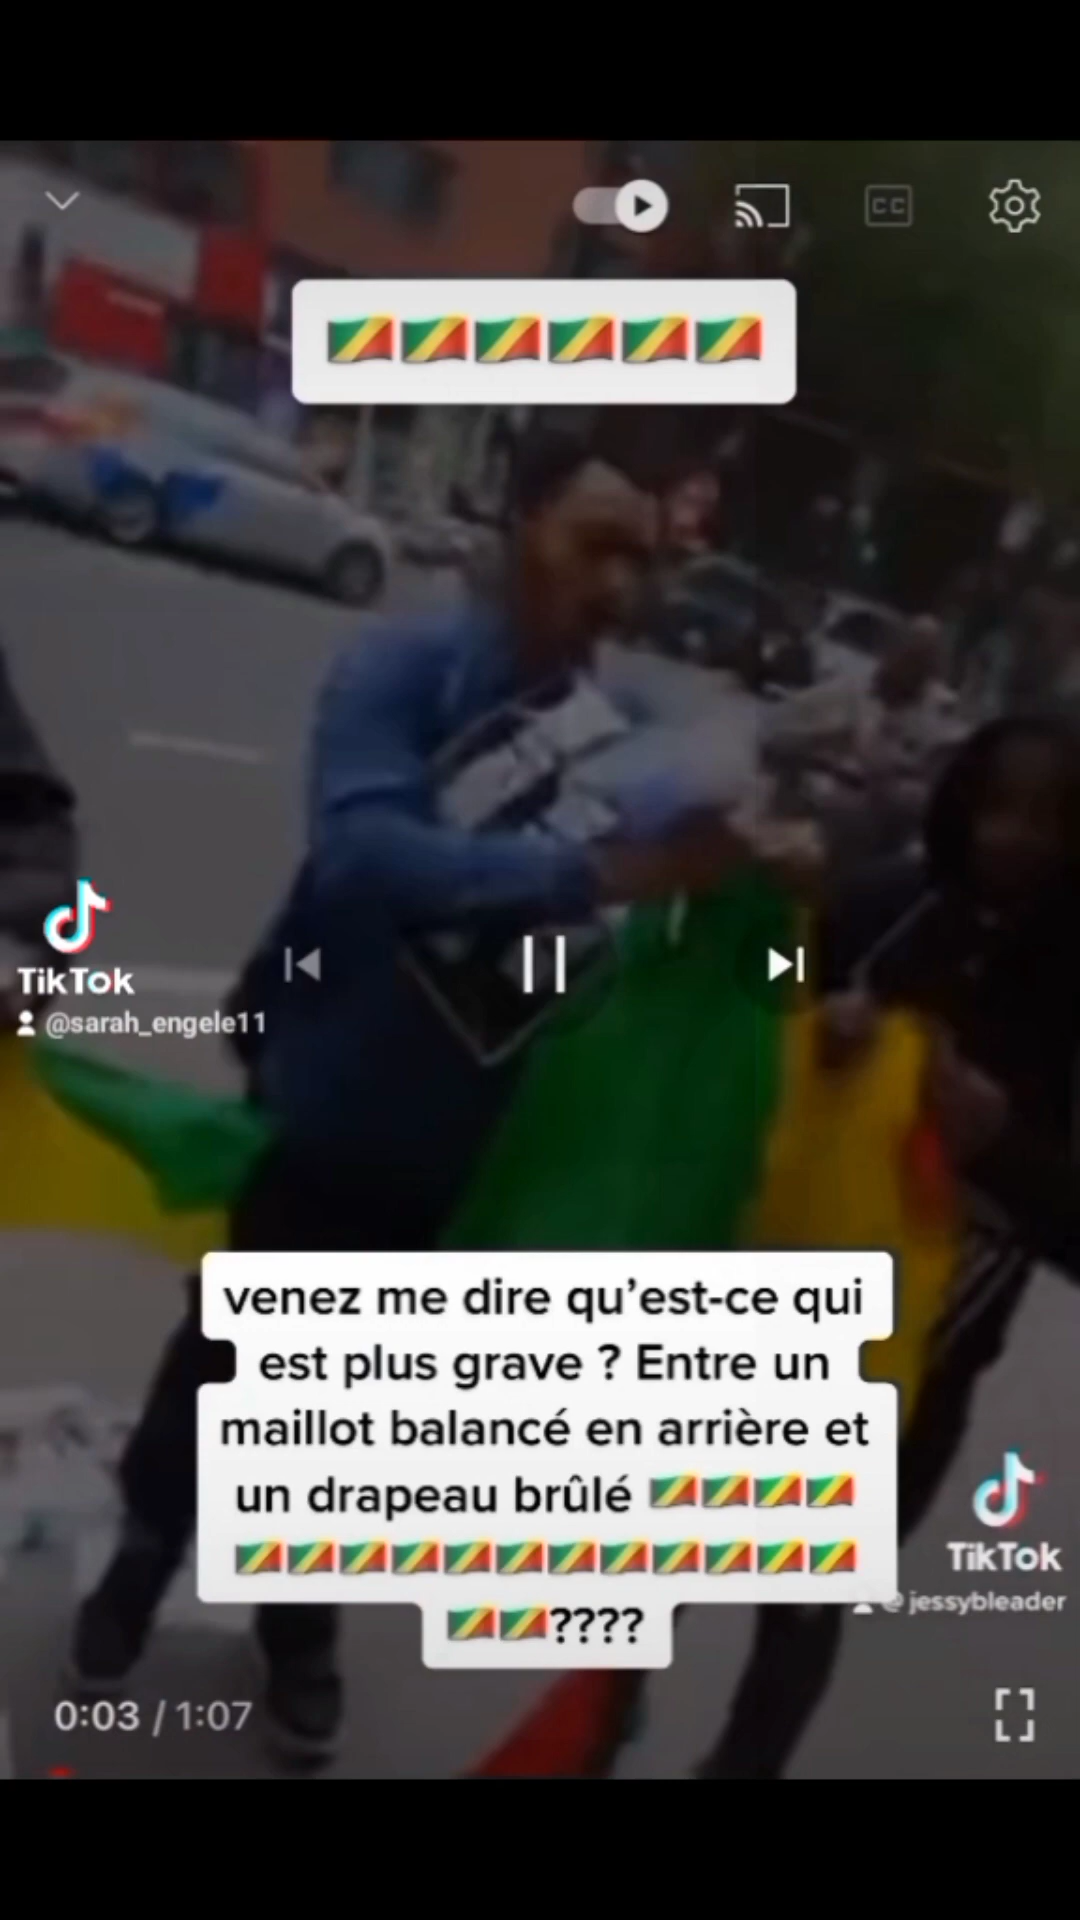 CC
🇨🇬🇨🇬🇨🇬🇨🇬🇨🇬🇨🇬
TikTok
@sarah_engele11
venez me dire qu’est-ce qui
est plus grave ? Entre un
maillot balancé en arrière et
un drapeau brûlé 🇨🇬🇨🇬🇨🇬🇨🇬
🇨🇬🇨🇬🇨🇬🇨🇬🇨🇬🇨🇬🇨🇬🇨🇬🇨🇬🇨🇬🇨🇬🇨🇬
🇨🇬🇨🇬????
TikTok
@jessybleader
0:03 / 1:07